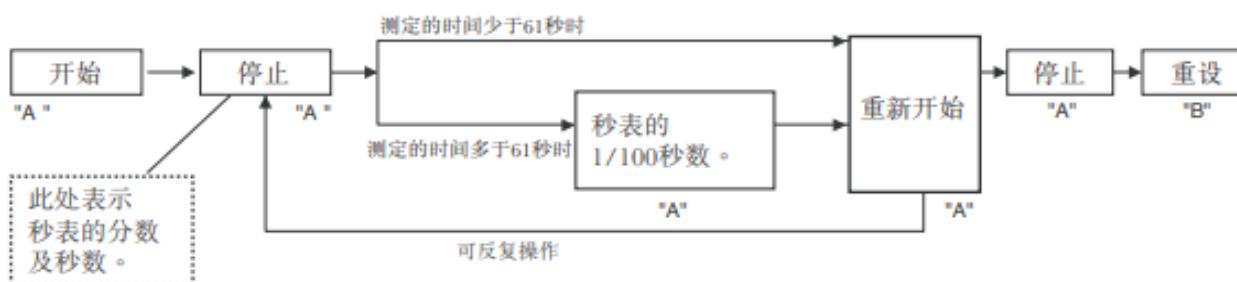 测定的时间少于61秒时
开始
停止
停止
重设
"A "
"A "
"A"
"B"
重新开始
秒表的
1/100秒数。
测定的时间多于61秒时
"A"
"A"
此处表示
秒表的分数
及秒数。
可反复操作